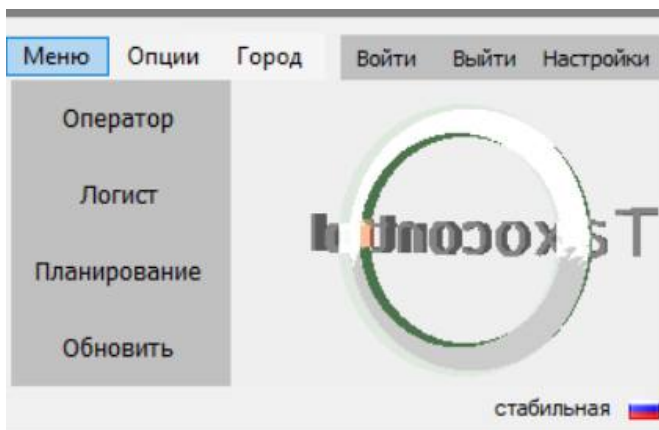 Меню Опции Город Войти Выйти Настройки
Оператор
Логист
Планирование
Обновить
стабильная